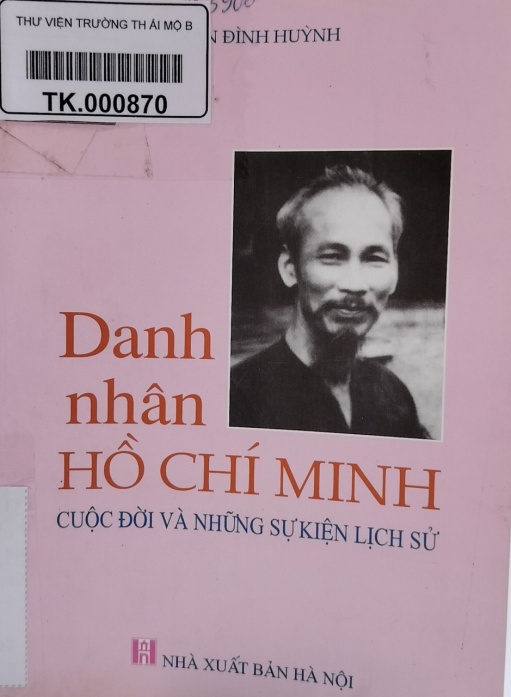 THƯ VIỆN TRƯỜNG TH ÁI MỘ B
TK.000870
ĐÌNH HUỲNH
Danh
nhân
HỒ CHÍ MINH
CUỘC ĐỜI VÀ NHỮNG SỰ KIỆN LỊCH SỬ
NHÀ XUẤT BẢN HÀ NỘI